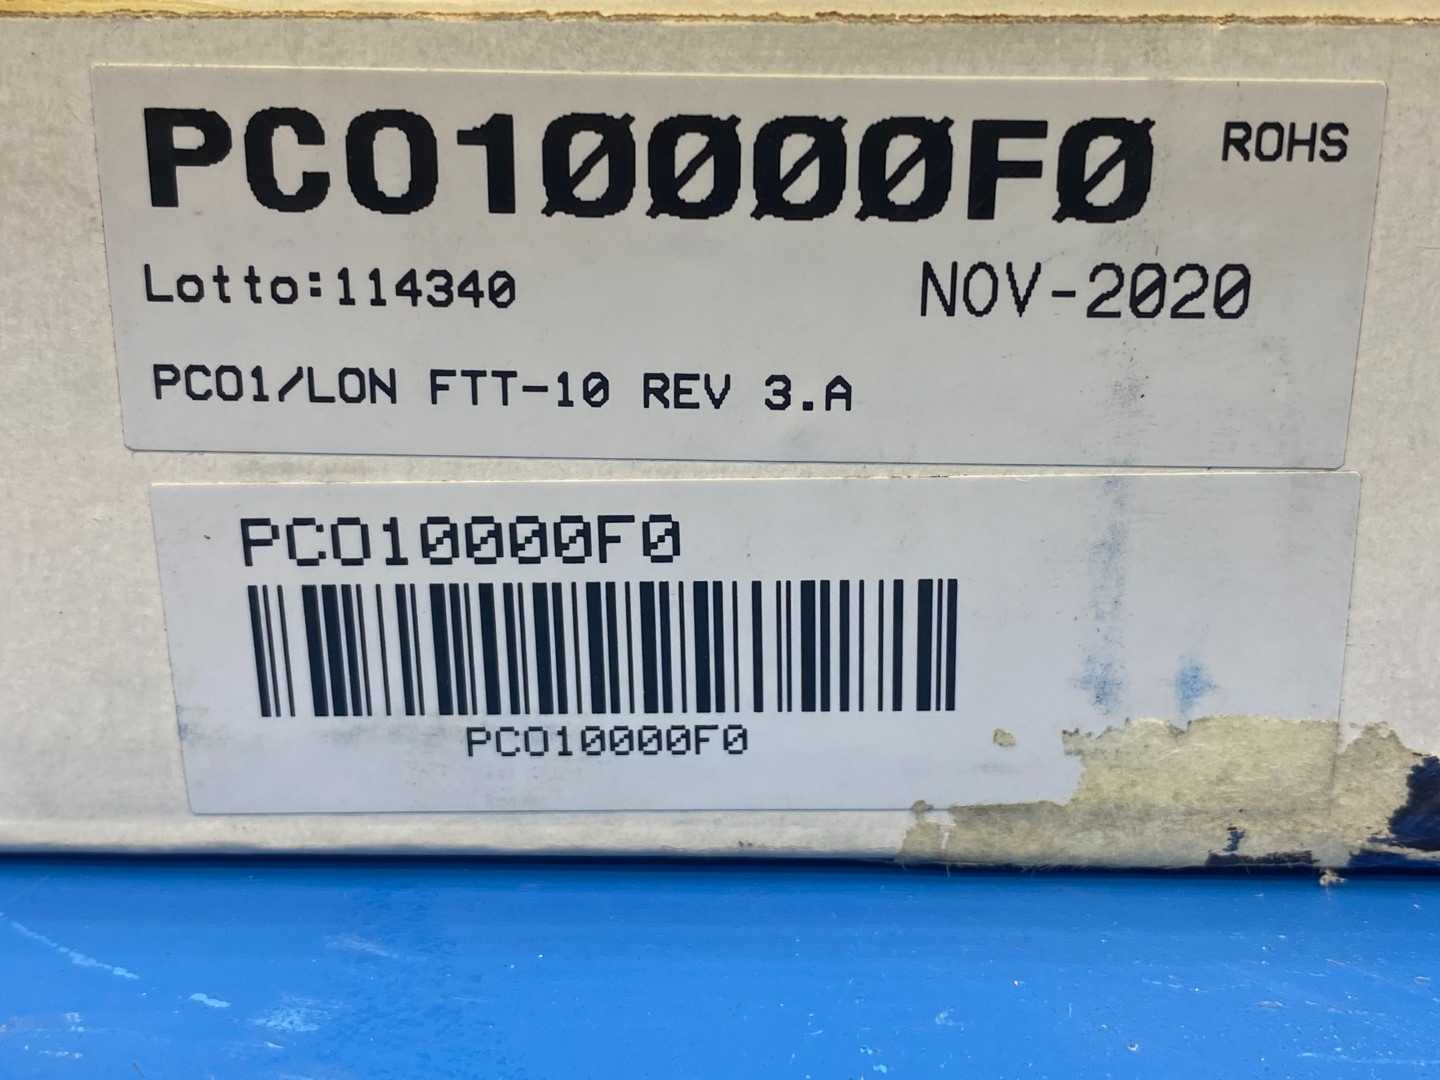 PCO10000F0 ROHS
Lotto:114340 NOV-2020
PCO1/LON FTT-10 REV 3.A
PCO10000F0
PCO10000F0